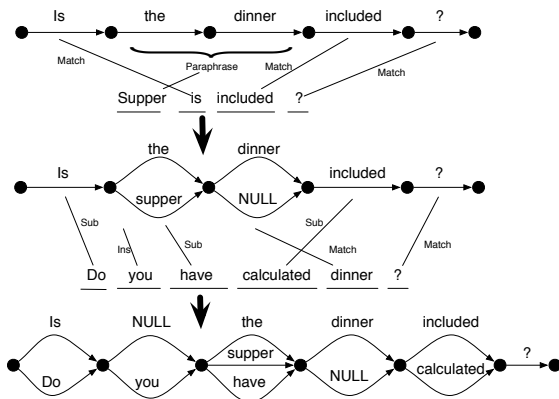 Is the dinner included ?
Match Paraphrase Match Match
Supper is included ?
the dinner
Is included ?
supper NULL
Sub Ins Sub Sub Match Match
Do you have calculated dinner ?
Is NULL the dinner included
supper ?
Do you have NULL calculated